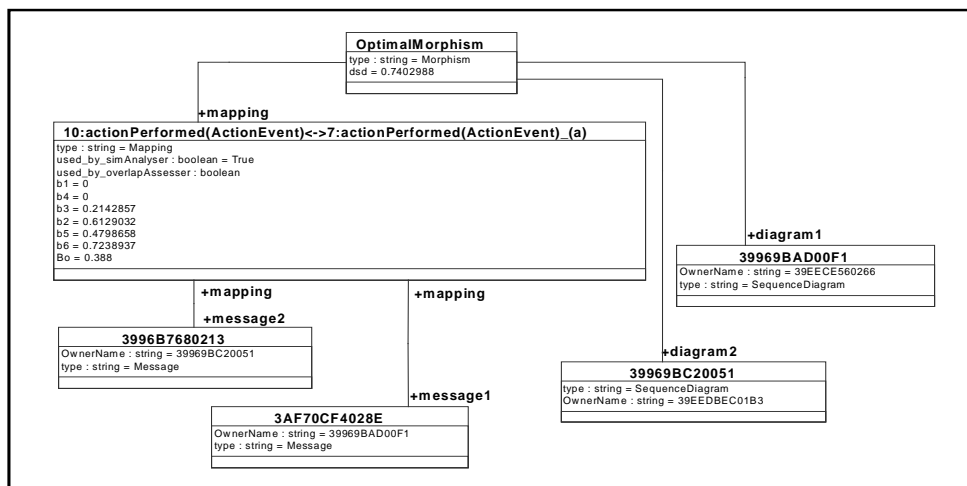 OptimalMorphism
type : string = Morphism
dsd = 0.7402988
+mapping
10:actionPerformed(ActionEvent)<->7:actionPerformed(ActionEvent)_(a)
type : string = Mapping
used_by_simAnalyser : boolean = True
used_by_overlapAssesser : boolean
b1 = 0
b4 = 0
b3 = 0.2142857
b2 = 0.6129032
b5 = 0.4798658
b6 = 0.7238937
Bo = 0.388
+diagram1
39969BAD00F1
OwnerName : string = 39EECE560266
type : string = SequenceDiagram
+mapping
+mapping
+message2
3996B7680213
OwnerName : string = 39969BC20051
type : string = Message
+diagram2
39969BC20051
type : string = SequenceDiagram
OwnerName : string = 39EEDBEC01B3
+message1
3AF70CF4028E
OwnerName : string = 39969BAD00F1
type : string = Message